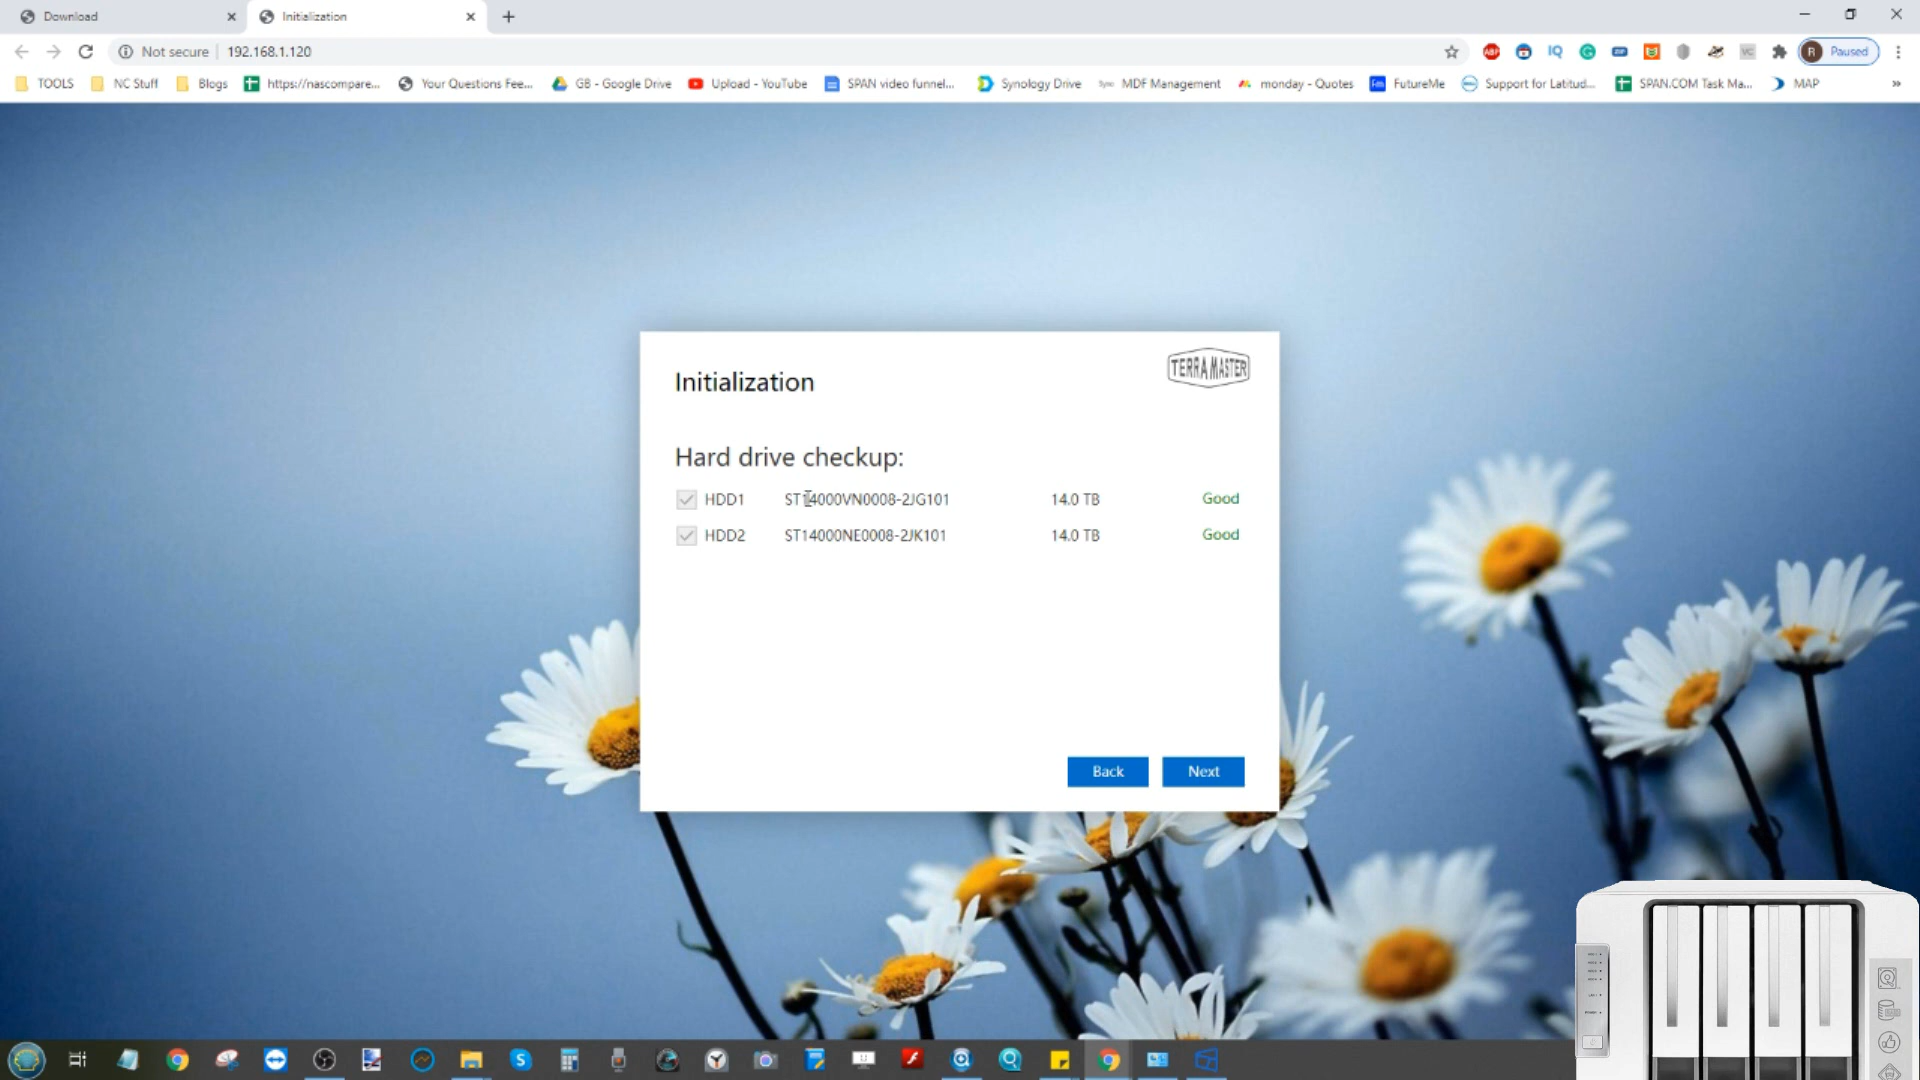 Download
Initialization
Not secure
192.168.1.120
Paused
TOOLS
NC Stuff
Blogs
https://nascompare...
Your Questions Fee...
GB - Google Drive
Upload - YouTube
SPAN video funnel...
Synology Drive
MDF Management
monday - Quotes
FutureMe
Support for Latitud...
SPAN.COM Task Ma...
MAP
TERRAMASTER
Initialization
Hard drive checkup:
HDD1 ST14000VN0008-2JG101 14.0 TB Good
HDD2 ST14000NE0008-2JK101 14.0 TB Good
Back
Next